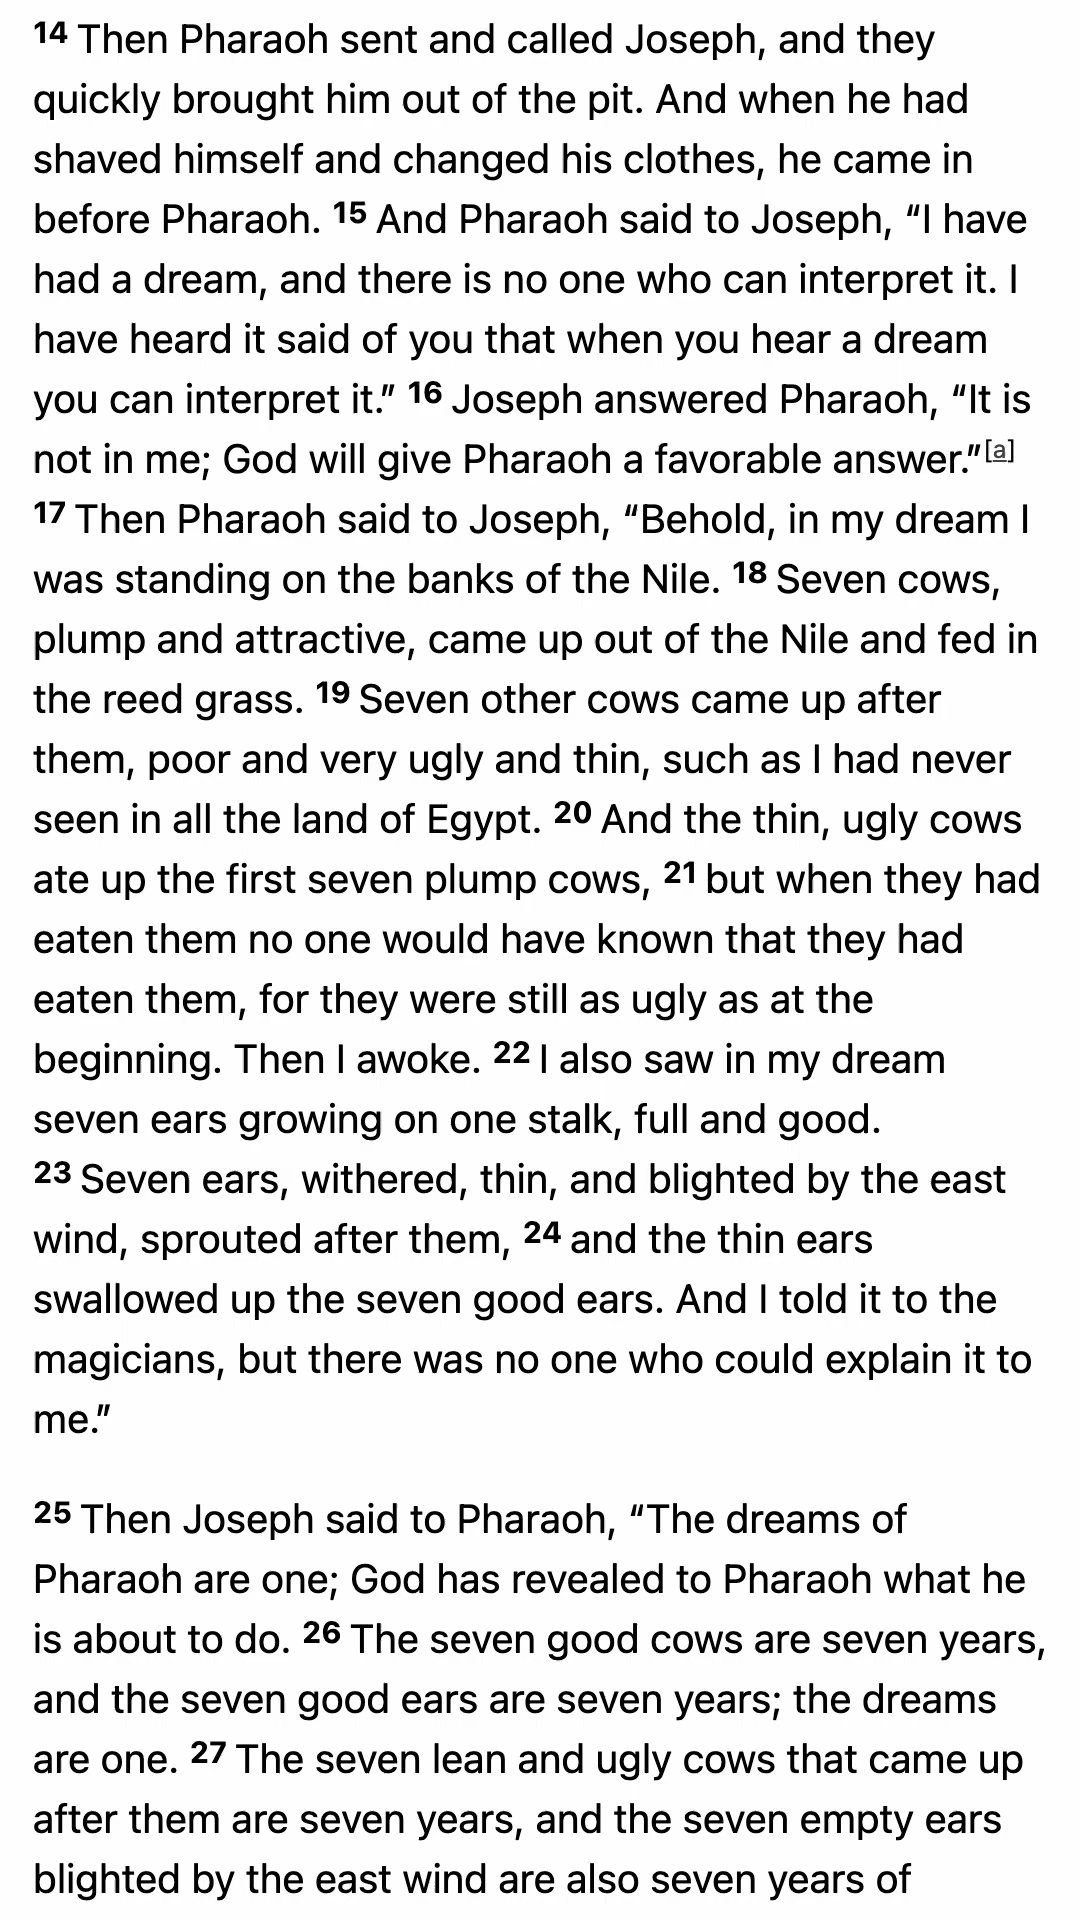 14 Then Pharaoh sent and called Joseph, and they
quickly brought him out of the pit. And when he had
shaved himself and changed his clothes, he came in
before Pharaoh. 15 And Pharaoh said to Joseph, “I have
had a dream, and there is no one who can interpret it. I
have heard it said of you that when you hear a dream
you can interpret it.” 16 Joseph answered Pharaoh, “It is
not in me; God will give Pharaoh a favorable answer.”[a]
17 Then Pharaoh said to Joseph, “Behold, in my dream I
was standing on the banks of the Nile. 18 Seven cows,
plump and attractive, came up out of the Nile and fed in
the reed grass. 19 Seven other cows came up after
them, poor and very ugly and thin, such as I had never
seen in all the land of Egypt. 20 And the thin, ugly cows
ate up the first seven plump cows, 21 but when they had
eaten them no one would have known that they had
eaten them, for they were still as ugly as at the
beginning. Then I awoke. 22 I also saw in my dream
seven ears growing on one stalk, full and good.
23 Seven ears, withered, thin, and blighted by the east
wind, sprouted after them, 24 and the thin ears
swallowed up the seven good ears. And I told it to the
magicians, but there was no one who could explain it to
me.”
25 Then Joseph said to Pharaoh, “The dreams of
Pharaoh are one; God has revealed to Pharaoh what he
is about to do. 26 The seven good cows are seven years,
and the seven good ears are seven years; the dreams
are one. 27 The seven lean and ugly cows that came up
after them are seven years, and the seven empty ears
blighted by the east wind are also seven years of